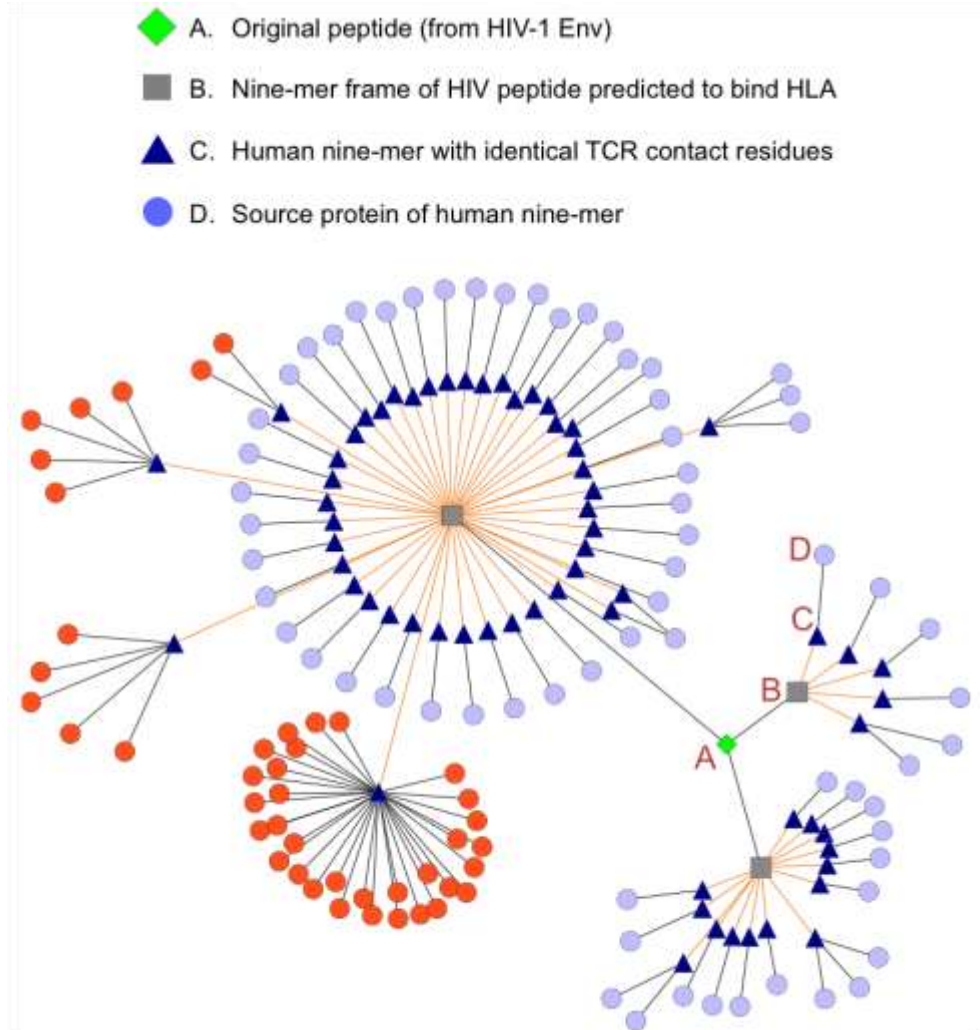 A. Original peptide (from HIV-1 Env)
B. Nine-mer frame of HIV peptide predicted to bind HLA
C. Human nine-mer with identical TCR contact residues
D. Source protein of human nine-mer
D
C
B
A